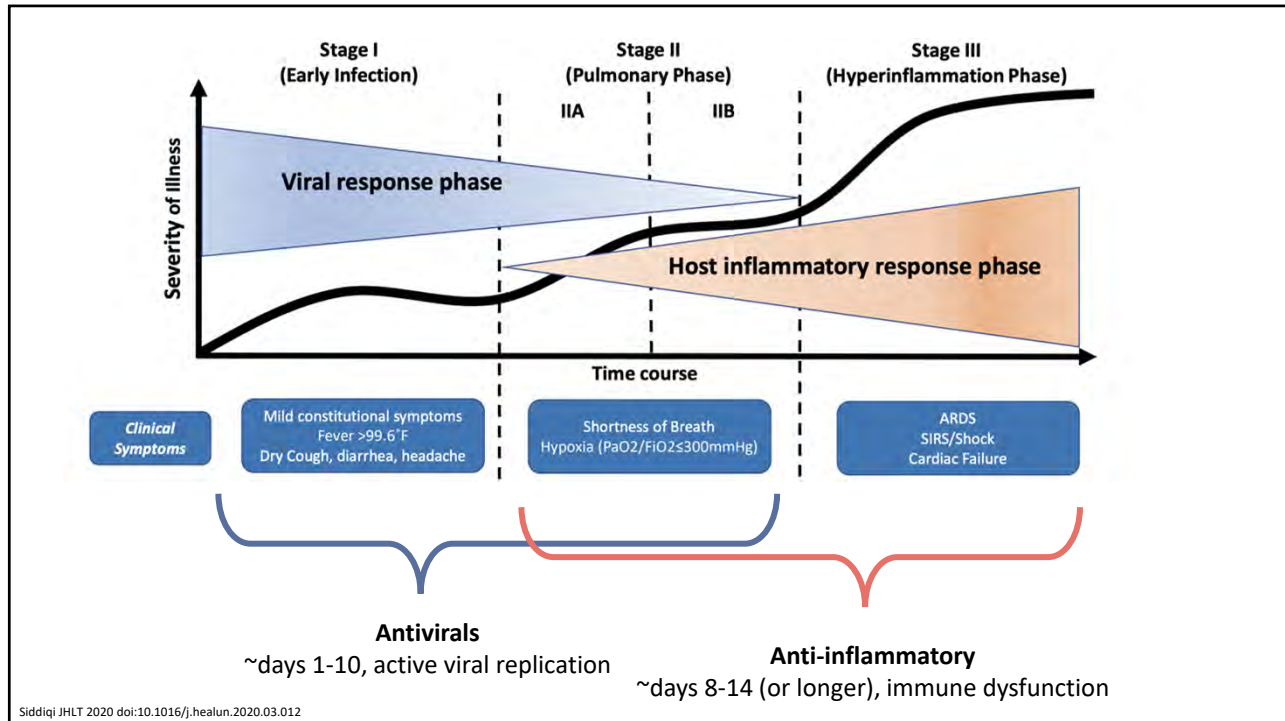 Stage I
(Early Infection)
Stage II
(Pulmonary Phase)
Stage III
(Hyperinflammation Phase)
IIA
IIB
Severity of Illness
Viral response phase
Host inflammatory response phase
Time course
Clinical
Symptoms
Mild constitutional symptoms
Fever >99.6°F
Dry Cough, diarrhea, headache
Shortness of Breath
Hypoxia (PaO2/FiO2≤300mmHg)
ARDS
SIRS/Shock
Cardiac Failure
Antivirals
~days 1-10, active viral replication
Anti-inflammatory
~days 8-14 (or longer), immune dysfunction
Siddiqi JHLT 2020 doi:10.1016/j.healun.2020.03.012